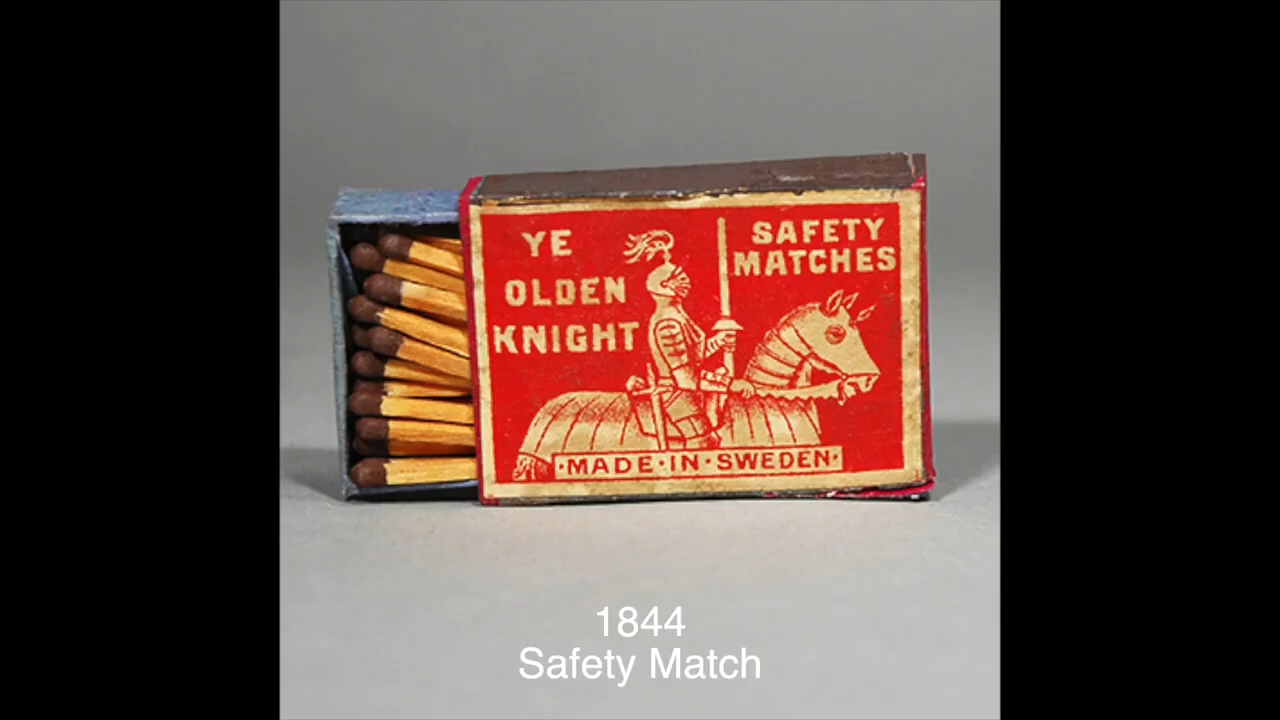 YE
OLDEN
KNIGHT
SAFETY
MATCHES
·MADE·IN·SWEDEN·
1844
Safety Match